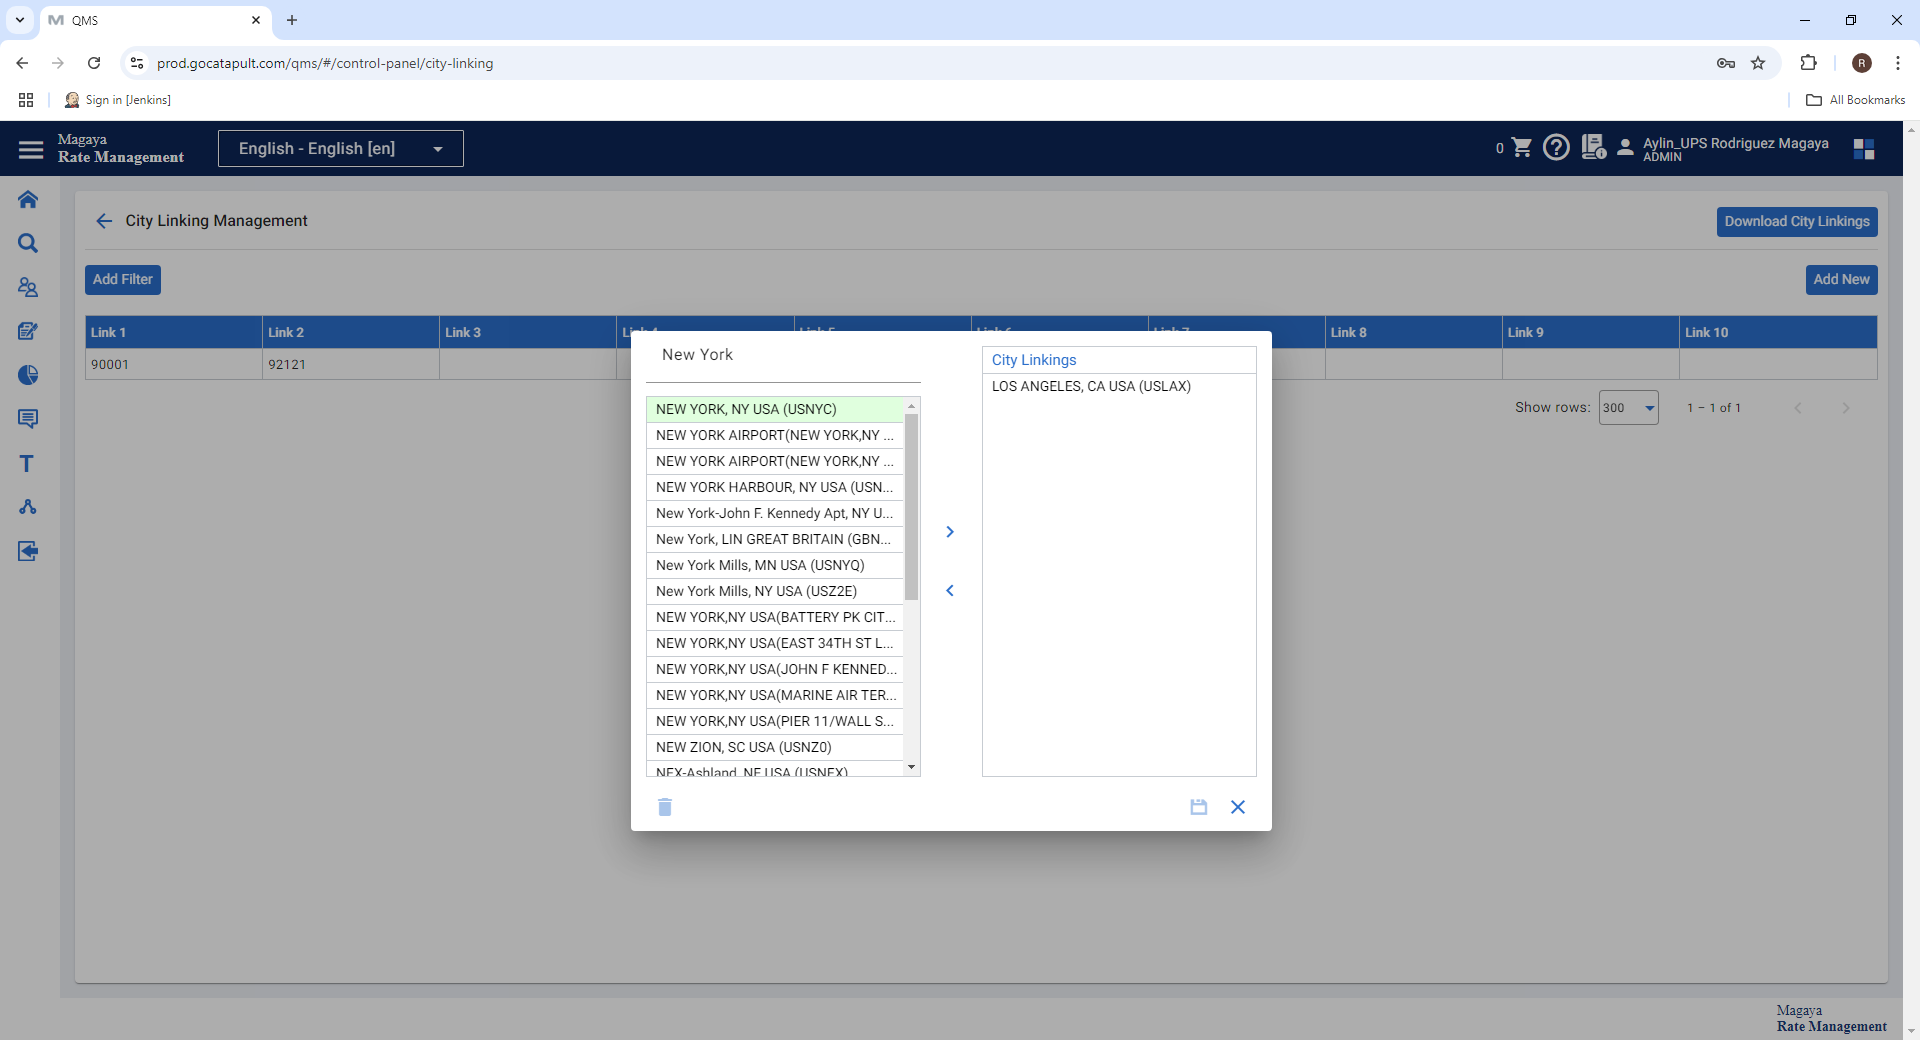 QMS
prod.gocatapult.com/qms/#/control-panel/city-linking
R
Sign in [Jenkins]
All Bookmarks
Magaya
Rate Management
English - English [en]
0
Aylin_UPS Rodriguez Magaya
ADMIN
City Linking Management
Download City Linkings
Add Filter
Add New
Link 1
Link 2
Link 3
Link 8
Link 9
Link 10
90001
92121
Show rows:
300
1 – 1 of 1
New York
NEW YORK, NY USA (USNYC)
NEW YORK AIRPORT(NEW YORK,NY ...
NEW YORK AIRPORT(NEW YORK,NY ...
NEW YORK HARBOUR, NY USA (USN...
New York-John F. Kennedy Apt, NY U...
New York, LIN GREAT BRITAIN (GBN...
New York Mills, MN USA (USNYQ)
New York Mills, NY USA (USZ2E)
NEW YORK,NY USA(BATTERY PK CIT...
NEW YORK,NY USA(EAST 34TH ST L...
NEW YORK,NY USA(JOHN F KENNED...
NEW YORK,NY USA(MARINE AIR TER...
NEW YORK,NY USA(PIER 11/WALL S...
NEW ZION, SC USA (USNZ0)
NEX-Ashland, NE USA (USNEX)
City Linkings
LOS ANGELES, CA USA (USLAX)
T
Magaya
Rate Management